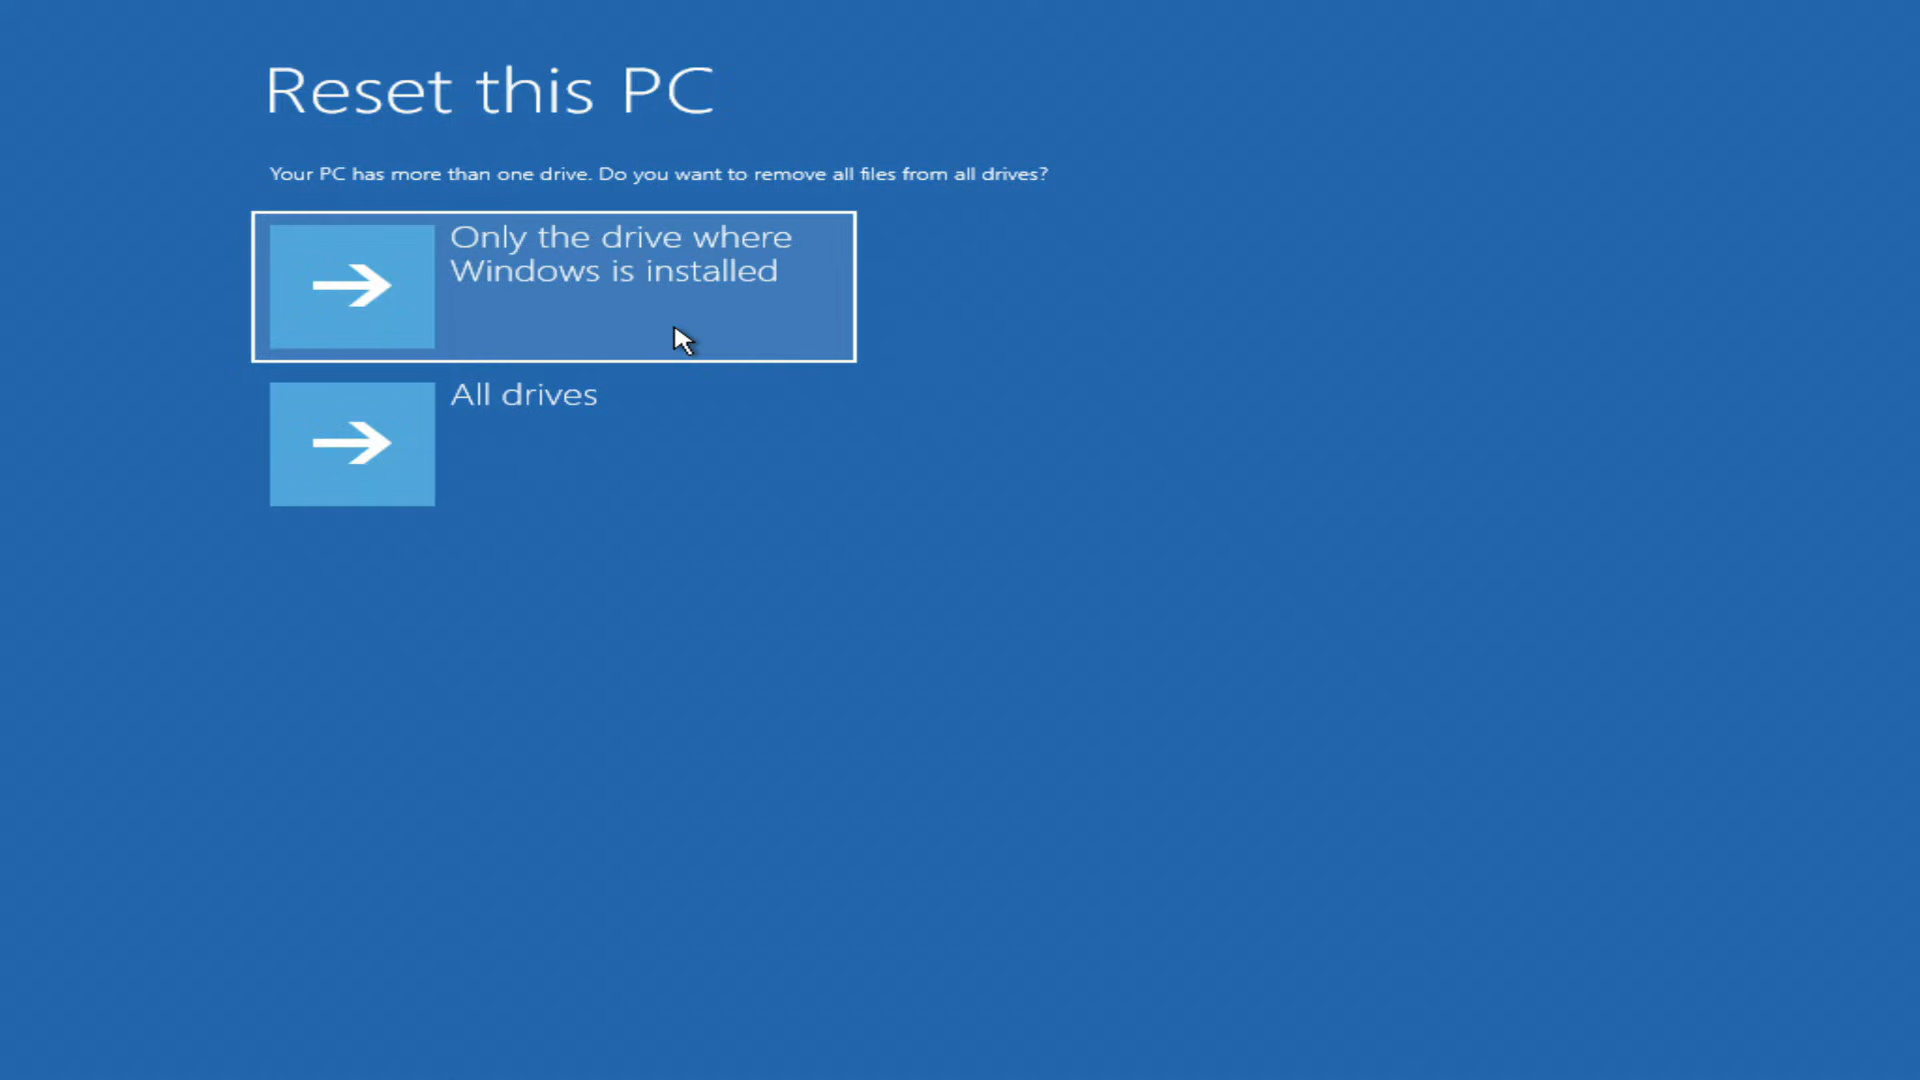 Reset this PC
Your PC has more than one drive. Do you want to remove all files from all drives?
Only the drive where
Windows is installed
All drives